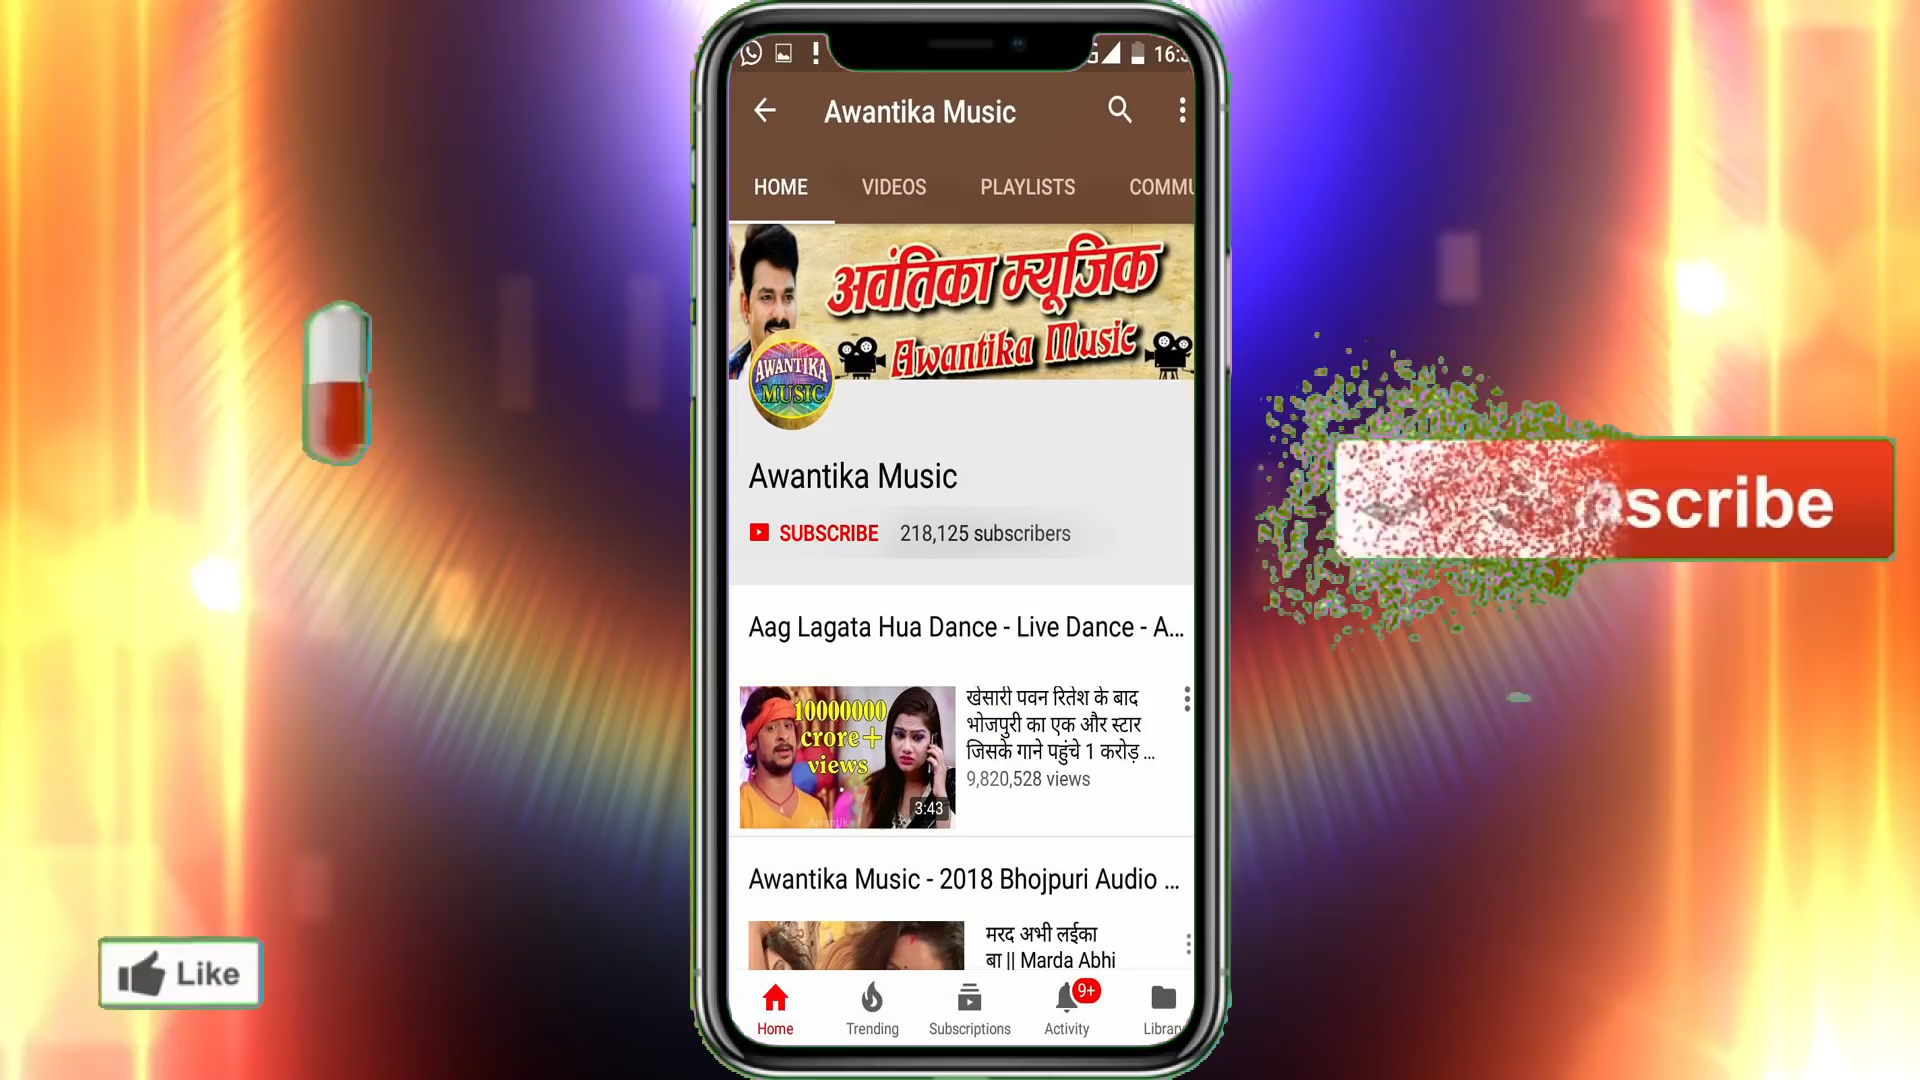 16:3
Awantika Music
HOME VIDEOS PLAYLISTS COMMU
अवंतिका म्यूजिक
Awantika Music
AWANTIKA
MUSIC
Awantika Music
SUBSCRIBE 218,125 subscribers
scribe
Aag Lagata Hua Dance - Live Dance - A...
10000000
crore+
views
3:43
Awantika
खेसारी पवन रितेश के बाद
भोजपुरी का एक और स्टार
जिसके गाने पहुंचे 1 करोड़ ...
9,820,528 views
Awantika Music - 2018 Bhojpuri Audio ...
मरद अभी लईका
बा || Marda Abhi
Like
9+
Home Trending Subscriptions Activity Library